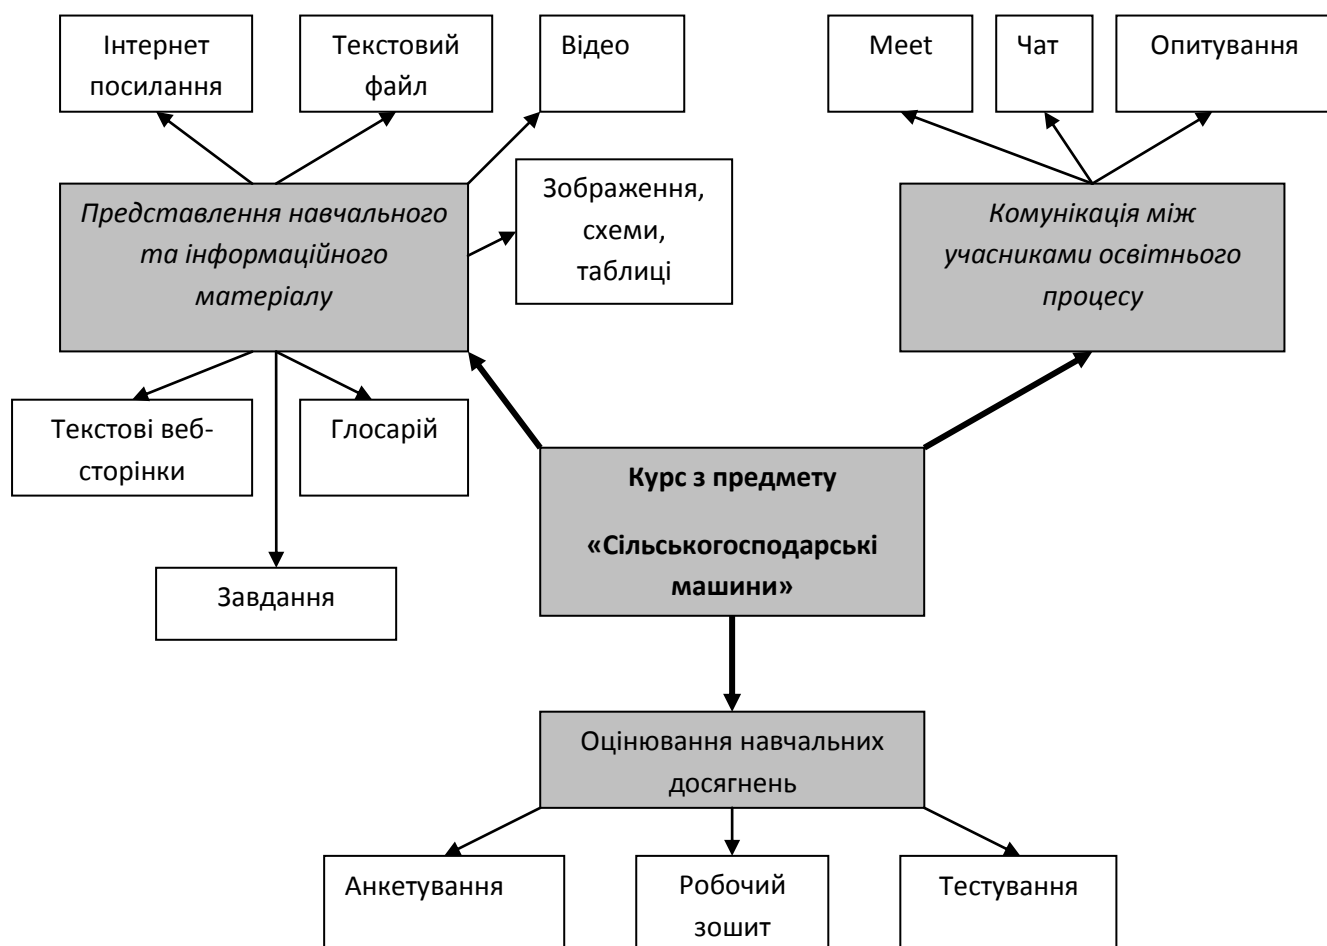 Інтернет
посилання
Текстовий
файл
Відео
Meet
Чат
Опитування
Зображення,
схеми,
таблиці
Представлення навчального
та інформаційного
матеріалу
Комунікація між
учасниками освітнього
процесу
Текстові веб-
сторінки
Глосарій
Курс з предмету
«Сільськогосподарські
машини»
Завдання
Оцінювання навчальних
досягнень
Анкетування
Робочий
зошит
Тестування